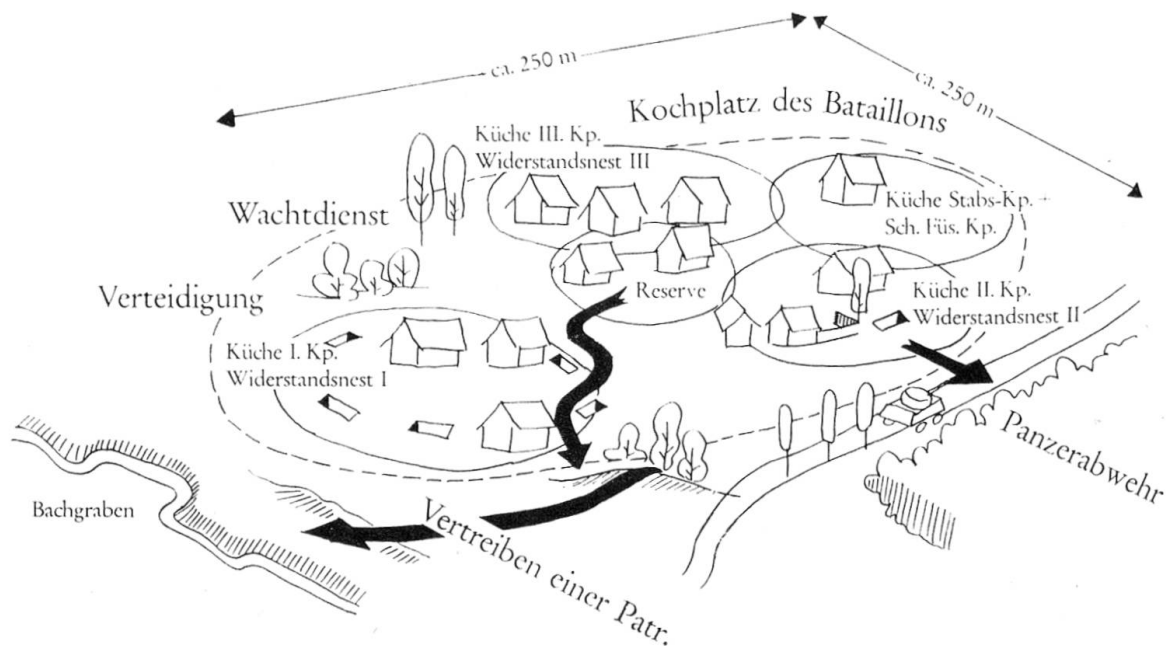 ca. 250 m
ca. 250 m
Kochplatz des Bataillons
Küche III. Kp.
Widerstandsnest III
Küche Stabs-Kp. +
Sch. Füs. Kp.
Wachtdienst
Verteidigung
Reserve
Küche II. Kp.
Widerstandsnest II
Küche I. Kp.
Widerstandsnest I
Panzerabwehr
Bachgraben
Vertreiben einer Patr.